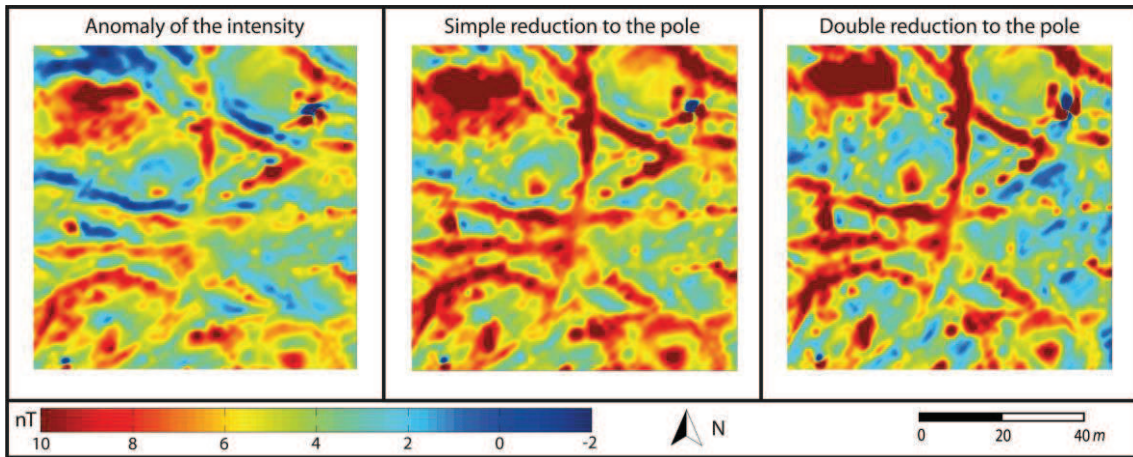 Anomaly of the intensity
Simple reduction to the pole
Double reduction to the pole
nT
10 8 6 4 2 0 -2
N
0 20 40 m